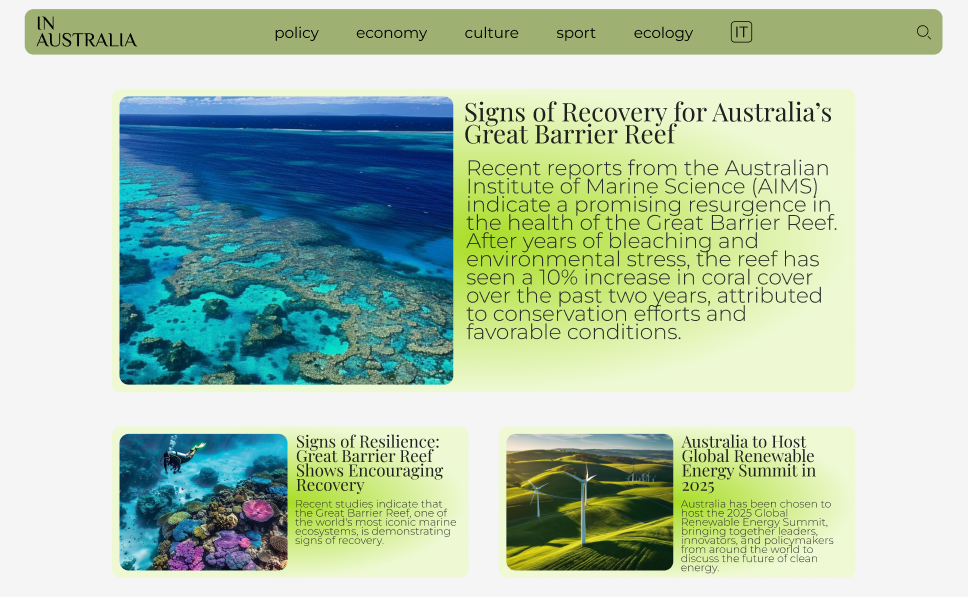 IN
AUSTRALIA
policy economy culture sport ecology IT
Signs of Recovery for Australia’s
Great Barrier Reef
Recent reports from the Australian
Institute of Marine Science (AIMS)
indicate a promising resurgence in
the health of the Great Barrier Reef.
After years of bleaching and
environmental stress, the reef has
seen a 10% increase in coral cover
over the past two years, attributed
to conservation efforts and
favorable conditions.
Signs of Resilience:
Great Barrier Reef
Shows Encouraging
Recovery
Recent studies indicate that
the Great Barrier Reef, one of
the world's most iconic marine
ecosystems, is demonstrating
signs of recovery.
Australia to Host
Global Renewable
Energy Summit in
2025
Australia has been chosen to
host the 2025 Global
Renewable Energy Summit,
bringing together leaders,
innovators, and policymakers
from around the world to
discuss the future of clean
energy.